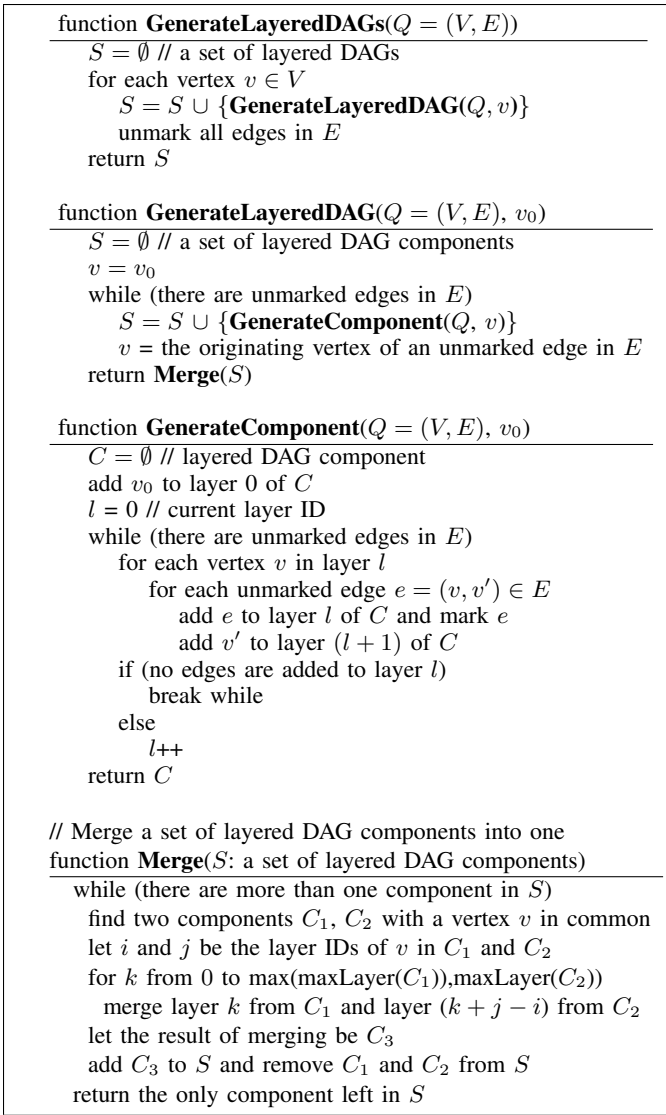 function GenerateLayeredDAGs(Q = (V, E))
S = ∅ // a set of layered DAGs
for each vertex v ∈ V
S = S ∪ {GenerateLayeredDAG(Q, v)}
unmark all edges in E
return S
function GenerateLayeredDAG(Q = (V, E), v₀)
S = ∅ // a set of layered DAG components
v = v₀
while (there are unmarked edges in E)
S = S ∪ {GenerateComponent(Q, v)}
v = the originating vertex of an unmarked edge in E
return Merge(S)
function GenerateComponent(Q = (V, E), v₀)
C = ∅ // layered DAG component
add v₀ to layer 0 of C
l = 0 // current layer ID
while (there are unmarked edges in E)
for each vertex v in layer l
for each unmarked edge e = (v, v′) ∈ E
add e to layer l of C and mark e
add v′ to layer (l + 1) of C
if (no edges are added to layer l)
break while
else
l++
return C
// Merge a set of layered DAG components into one
function Merge(S: a set of layered DAG components)
while (there are more than one component in S)
find two components C₁, C₂ with a vertex v in common
let i and j be the layer IDs of v in C₁ and C₂
for k from 0 to max(maxLayer(C₁)),maxLayer(C₂))
merge layer k from C₁ and layer (k + j − i) from C₂
let the result of merging be C₃
add C₃ to S and remove C₁ and C₂ from S
return the only component left in S